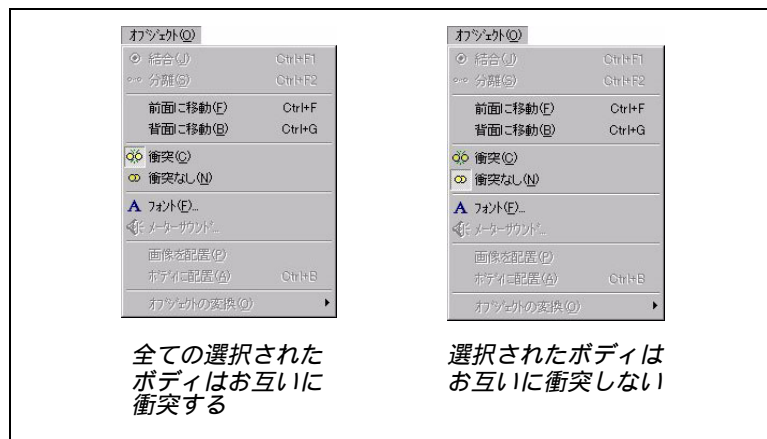 オブジェクト(O)
結合(J) Ctrl+F1
分離(S) Ctrl+F2
前面に移動(F) Ctrl+F
背面に移動(B) Ctrl+G
衝突(C)
衝突なし(N)
フォント(F)...
メーターサウンド...
画像を配置(P)
ボディに配置(A) Ctrl+B
オブジェクトの変換(O)
全ての選択された
ボディはお互いに
衝突する
オブジェクト(O)
結合(J) Ctrl+F1
分離(S) Ctrl+F2
前面に移動(F) Ctrl+F
背面に移動(B) Ctrl+G
衝突(C)
衝突なし(N)
フォント(F)...
メーターサウンド...
画像を配置(P)
ボディに配置(A) Ctrl+B
オブジェクトの変換(O)
選択されたボディは
お互いに衝突しない